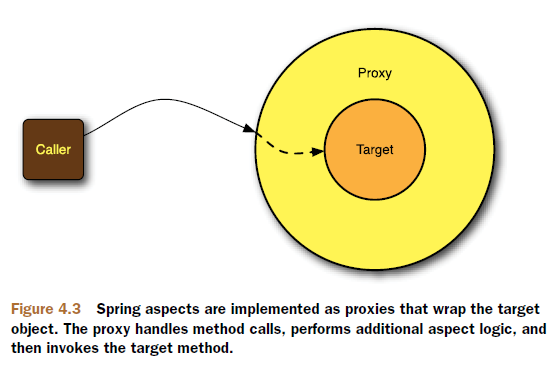 Proxy
Caller
Target
Figure 4.3 Spring aspects are implemented as proxies that wrap the target
object. The proxy handles method calls, performs additional aspect logic, and
then invokes the target method.